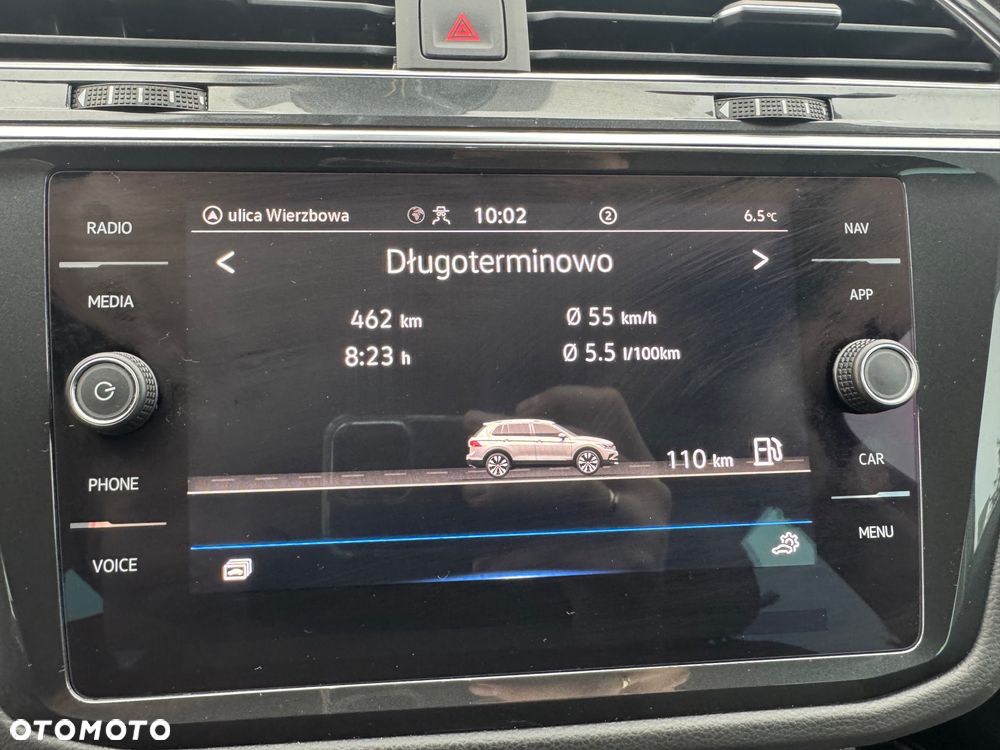 ulica Wierzbowa 10:02 2 6.5°C
RADIO
NAV
Długoterminowo
MEDIA
APP
462 km Ø 55 km/h
8:23 h Ø 5.5 l/100km
110 km
CAR
PHONE
MENU
VOICE
OTOMOTO